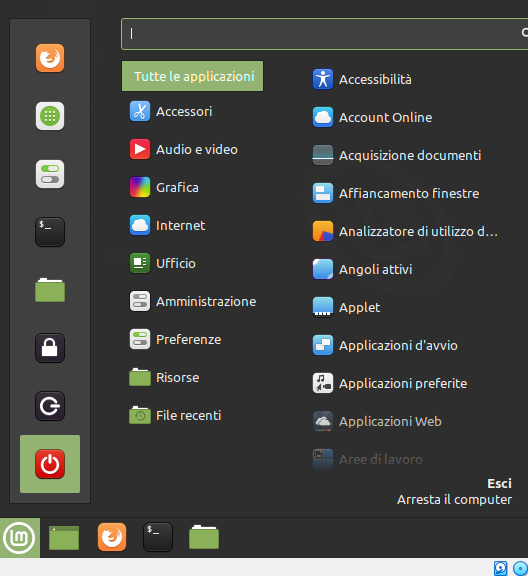 Tutte le applicazioni
Accessori
Audio e video
Grafica
Internet
Ufficio
Amministrazione
Preferenze
Risorse
File recenti
Accessibilità
Account Online
Acquisizione documenti
Affiancamento finestre
Analizzatore di utilizzo d...
Angoli attivi
Applet
Applicazioni d'avvio
Applicazioni preferite
Applicazioni Web
Aree di lavoro
Esci
Arresta il computer